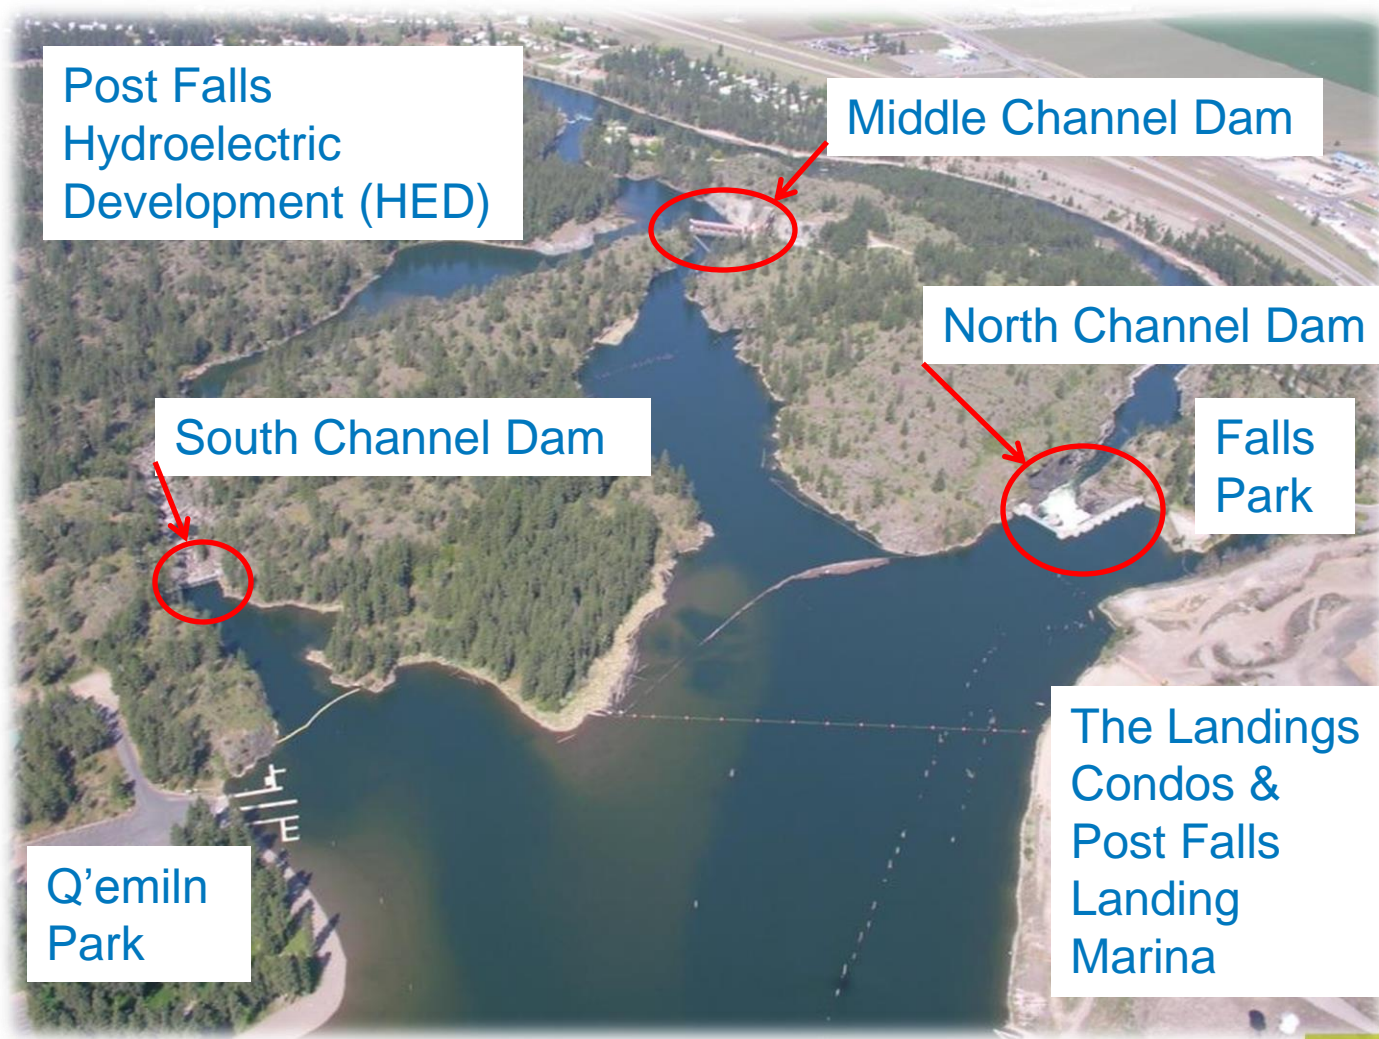 Post Falls
Hydroelectric
Development (HED)
Middle Channel Dam
North Channel Dam
South Channel Dam
Falls
Park
The Landings
Condos &
Post Falls
Landing
Marina
Q’emiln
Park